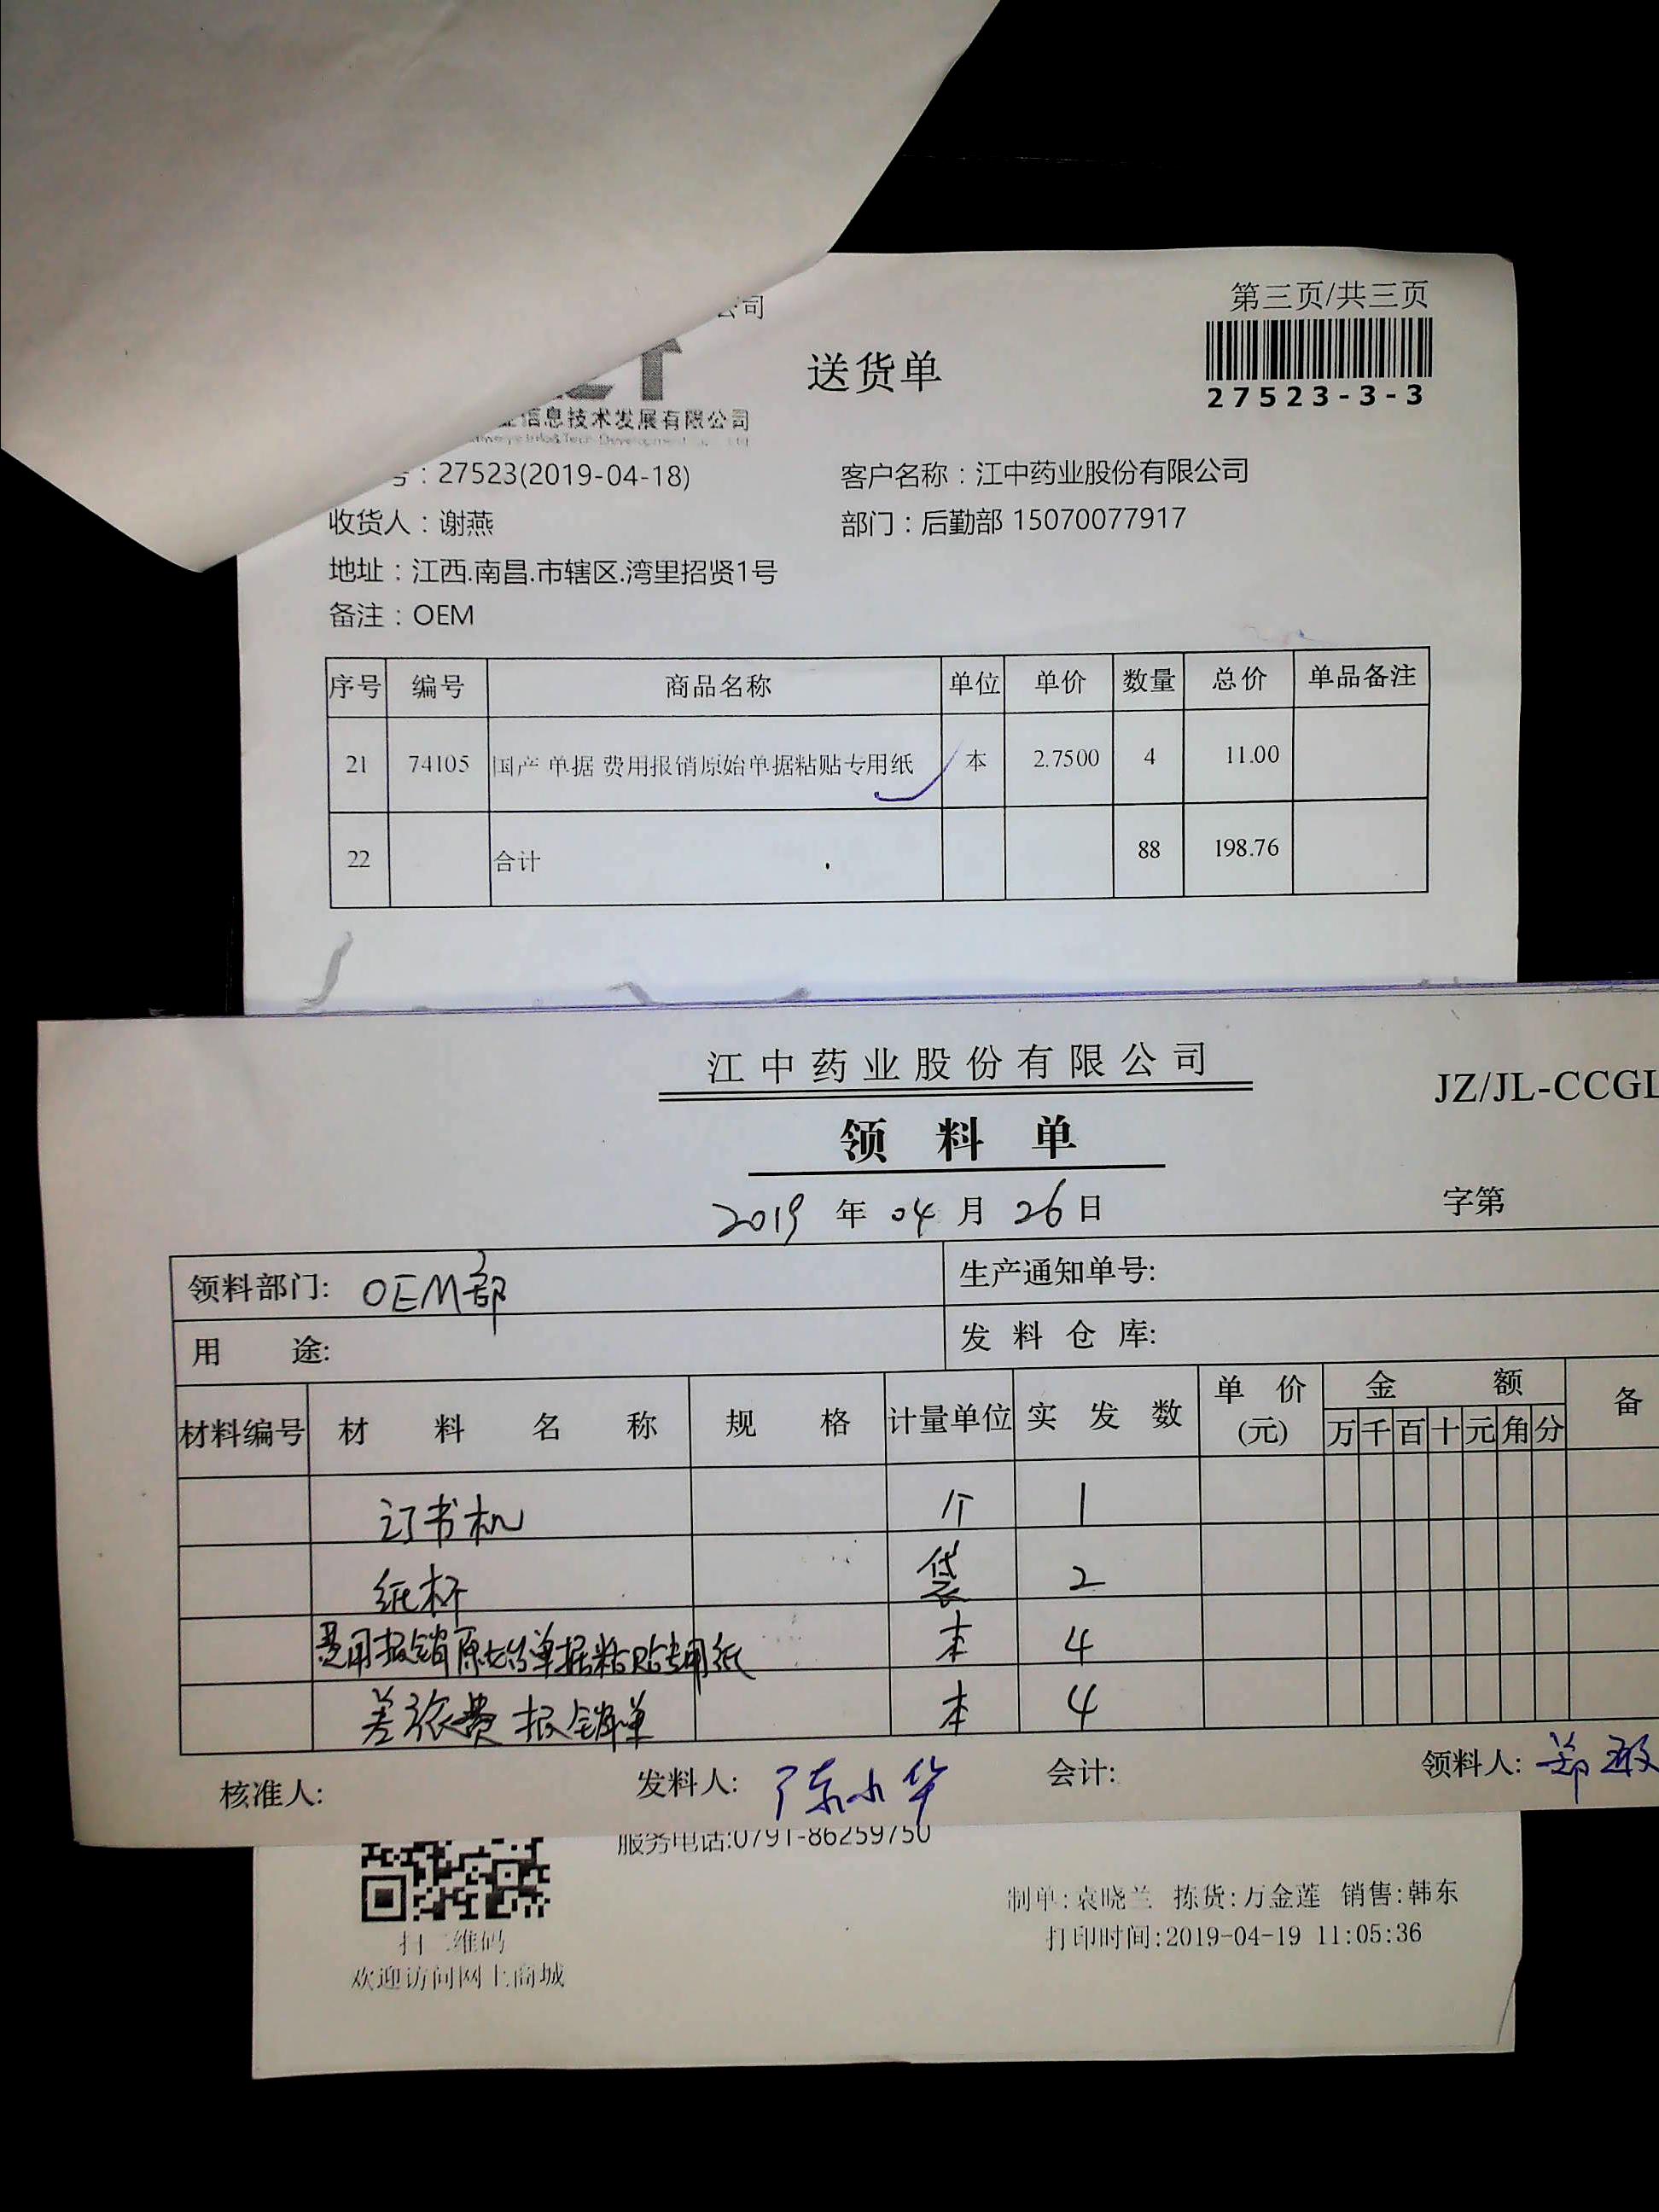 公司
第三页/共三页
送货单
27523-3-3
信息技术发展有限公司
号：27523(2019-04-18) 客户名称：江中药业股份有限公司
收货人：谢燕 部门：后勤部 15070077917
地址：江西.南昌.市辖区.湾里招贤1号
备注：OEM
序号 编号 商品名称 单位 单价 数量 总价 单品备注
21 74105 国产 单据 费用报销原始单据粘贴专用纸 本 2.7500 4 11.00
22 合计 88 198.76
江中药业股份有限公司
JZ/JL-CCGL
领料单
2019 年 04 月 26 日 字第
领料部门: OEM部 生产通知单号:
用途: 发料仓库:
材料编号 材料名称 规格 计量单位 实发数 单价(元) 金额 备
万 千 百 十 元 角 分
订书机 个 1
纸杯 袋 2
费用报销原始单据粘贴专用纸 本 4
差旅费报销单 本 4
核准人: 发料人: 陈小华 会计: 领料人: 郑敏
服务电话:0791-86259750
制单:袁晓兰 拣货:万金莲 销售:韩东
打印时间:2019-04-19 11:05:36
扫二维码
欢迎访问网上商城